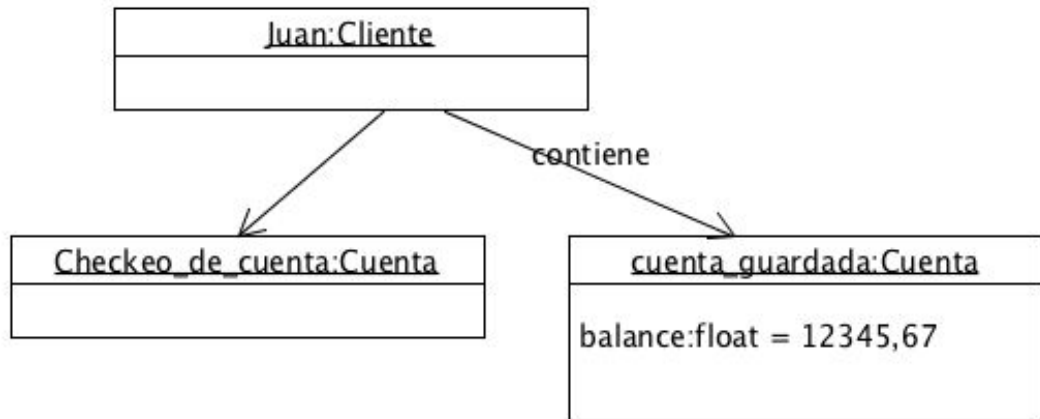 Juan:Cliente
contiene
Checkeo_de_cuenta:Cuenta
cuenta_guardada:Cuenta
balance:float = 12345,67